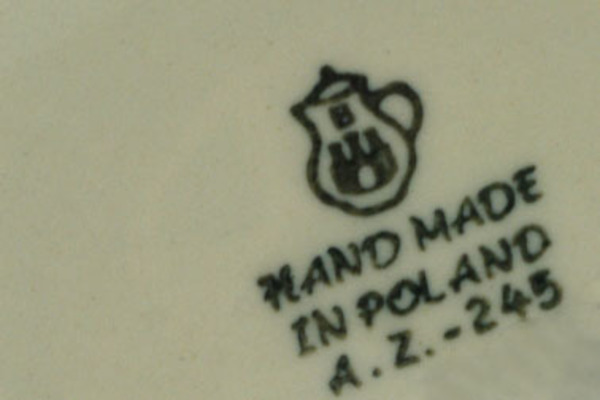 B
HAND MADE
IN POLAND
A.Z.-245